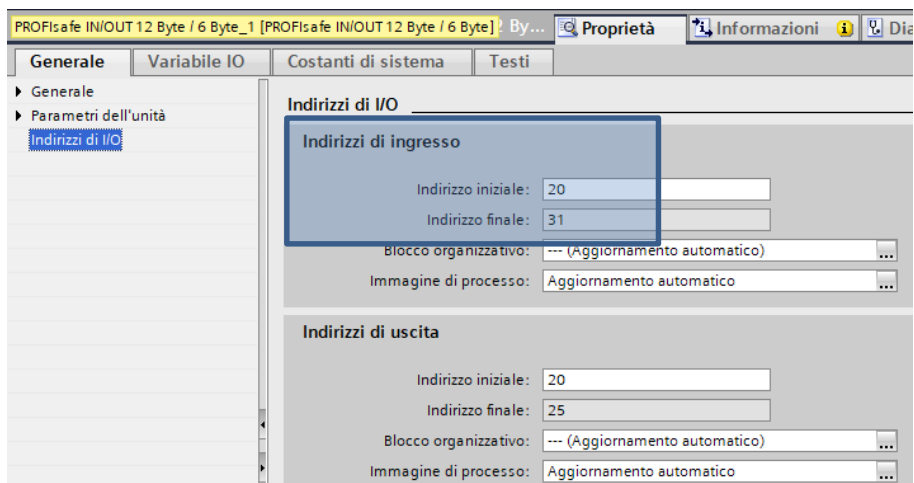 PROFIsafe IN/OUT 12 Byte / 6 Byte_1 [PROFIsafe IN/OUT 12 Byte / 6 Byte] By... Proprietà Informazioni Dia
Generale Variabile IO Costanti di sistema Testi
Generale
Parametri dell'unità
Indirizzi di I/O
Indirizzi di I/O
Indirizzi di ingresso
Indirizzo iniziale: 20
Indirizzo finale: 31
Blocco organizzativo: --- (Aggiornamento automatico) ...
Immagine di processo: Aggiornamento automatico ...
Indirizzi di uscita
Indirizzo iniziale: 20
Indirizzo finale: 25
Blocco organizzativo: --- (Aggiornamento automatico) ...
Immagine di processo: Aggiornamento automatico ...